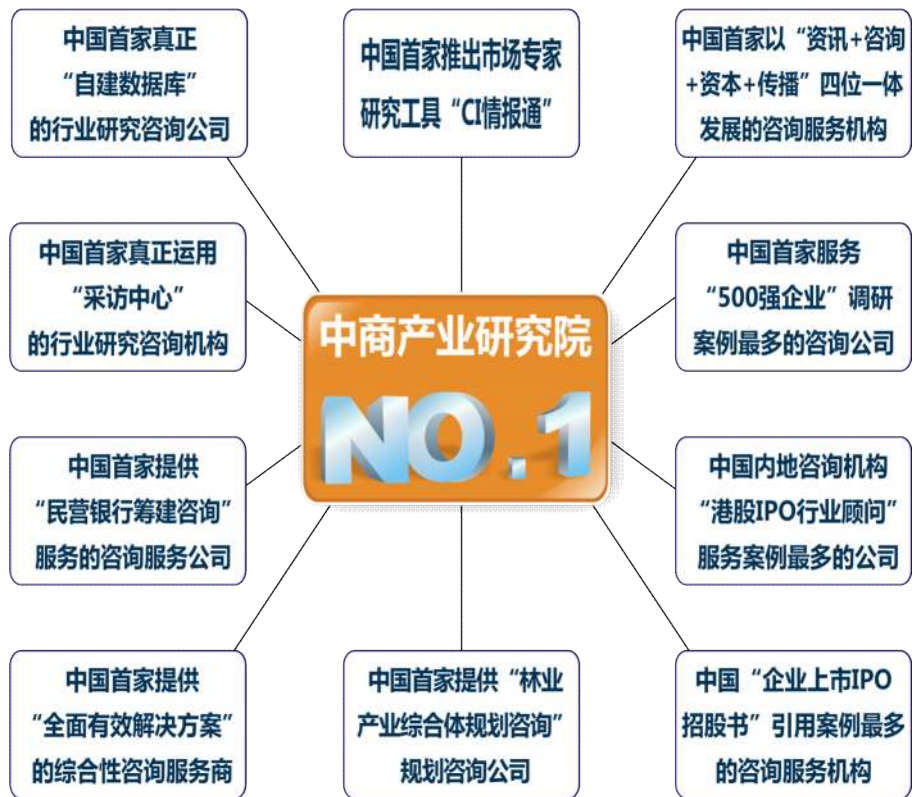 中国首家真正
“自建数据库”
的行业研究咨询公司
中国首家推出市场专家
研究工具“CI情报通”
中国首家以“资讯+咨询
+资本+传播”四位一体
发展的咨询服务机构
中国首家真正运用
“采访中心”
的行业研究咨询机构
中国首家服务
“500强企业”调研
案例最多的咨询公司
中商产业研究院
NO.1
中国首家提供
“民营银行筹建咨询”
服务的咨询服务公司
中国内地咨询机构
“港股IPO行业顾问”
服务案例最多的公司
中国首家提供
“全面有效解决方案”
的综合性咨询服务商
中国首家提供“林业
产业综合体规划咨询”
规划咨询公司
中国“企业上市IPO
招股书”引用案例最多
的咨询服务机构